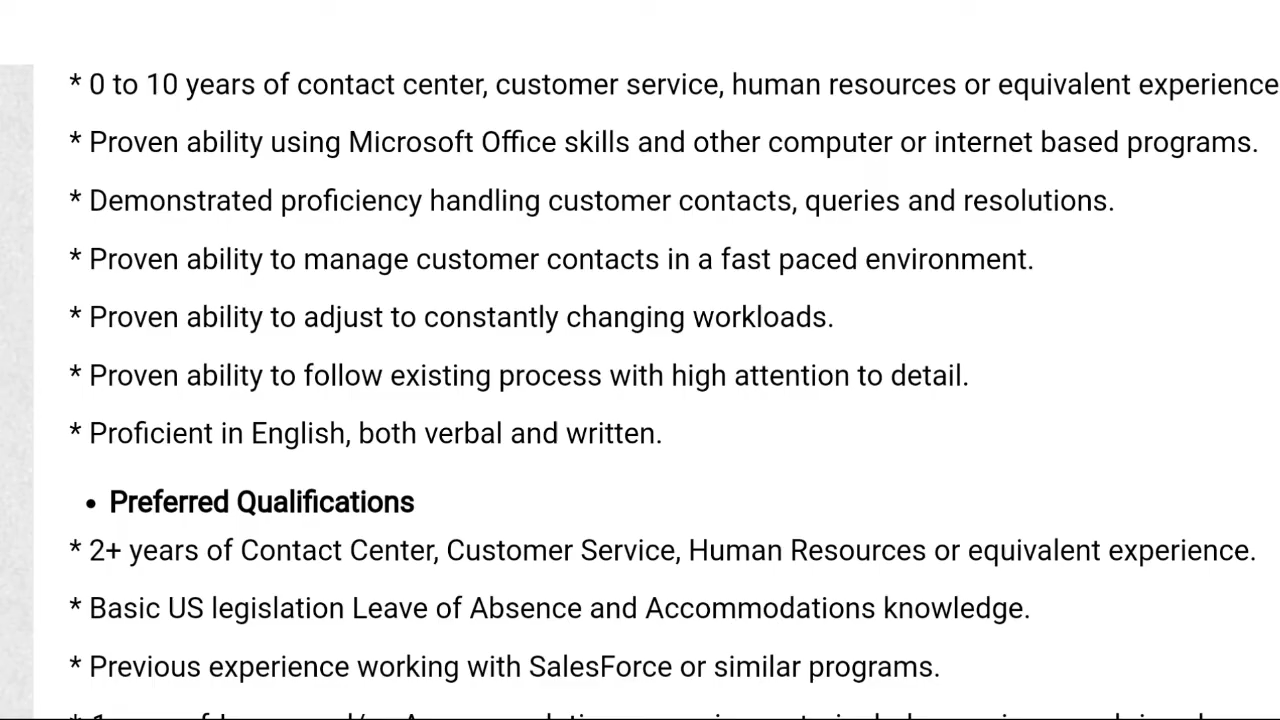 * 0 to 10 years of contact center, customer service, human resources or equivalent experience
* Proven ability using Microsoft Office skills and other computer or internet based programs.
* Demonstrated proficiency handling customer contacts, queries and resolutions.
* Proven ability to manage customer contacts in a fast paced environment.
* Proven ability to adjust to constantly changing workloads.
* Proven ability to follow existing process with high attention to detail.
* Proficient in English, both verbal and written.
• Preferred Qualifications
* 2+ years of Contact Center, Customer Service, Human Resources or equivalent experience.
* Basic US legislation Leave of Absence and Accommodations knowledge.
* Previous experience working with SalesForce or similar programs.